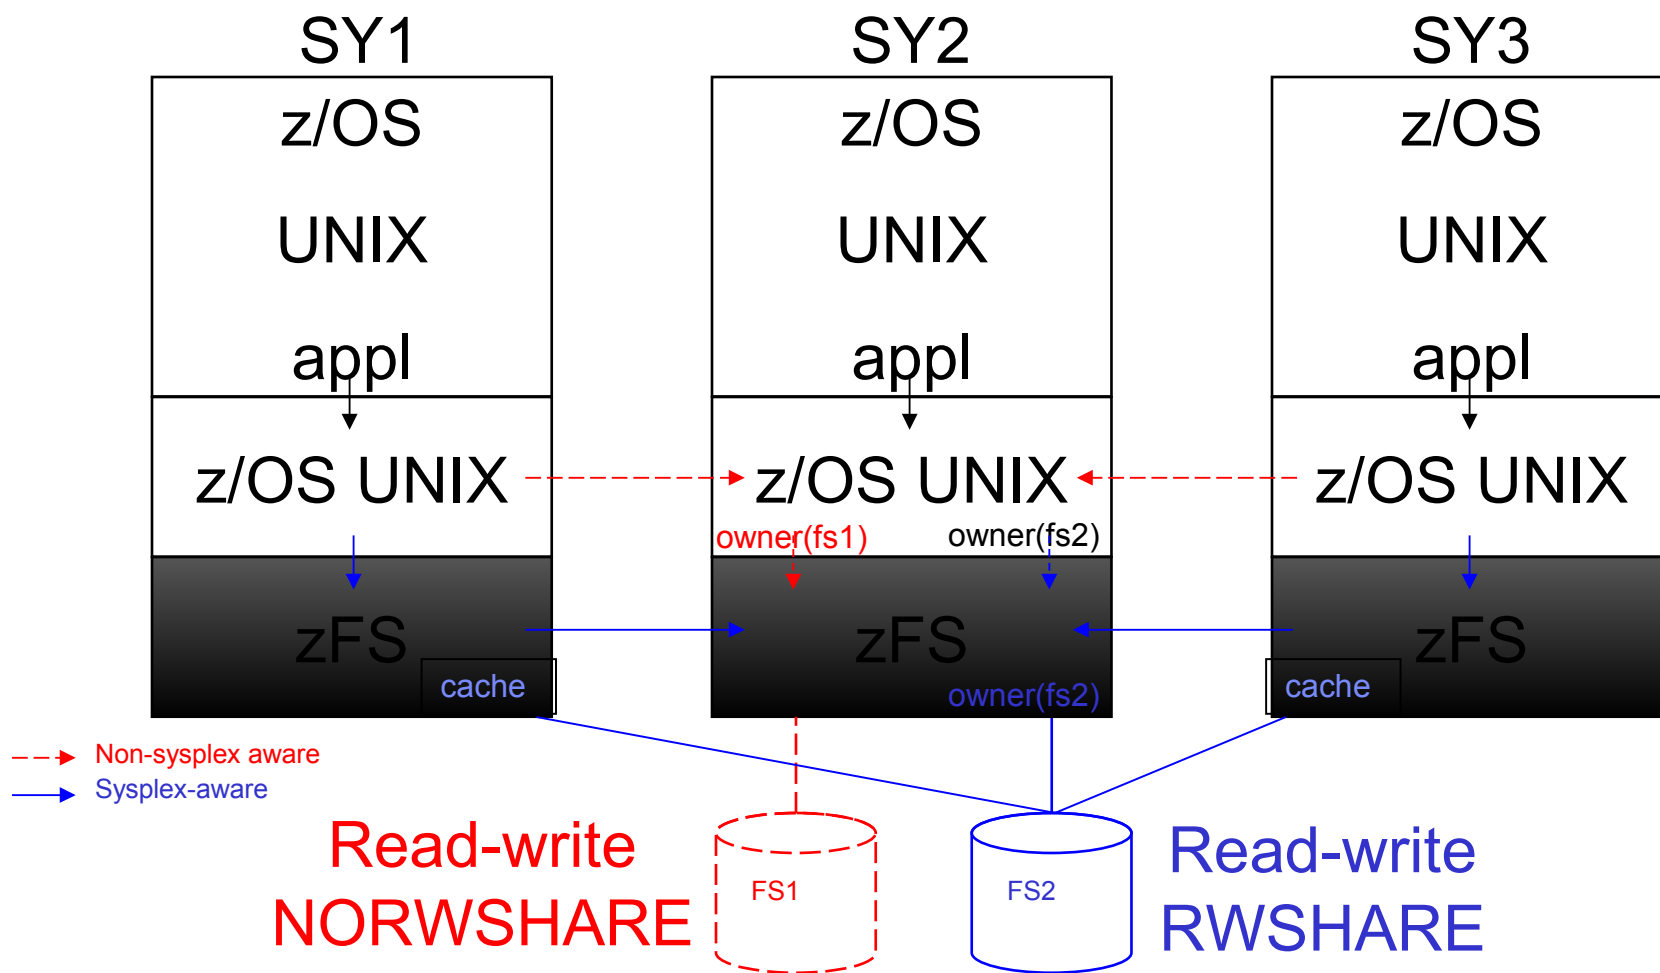 SY1
SY2
SY3
z/OS
UNIX
appl
z/OS
UNIX
appl
z/OS
UNIX
appl
z/OS UNIX
z/OS UNIX
z/OS UNIX
owner(fs1)
owner(fs2)
zFS
zFS
zFS
cache
owner(fs2)
cache
Non-sysplex aware
Sysplex-aware
Read-write
NORWSHARE
FS1
FS2
Read-write
RWSHARE